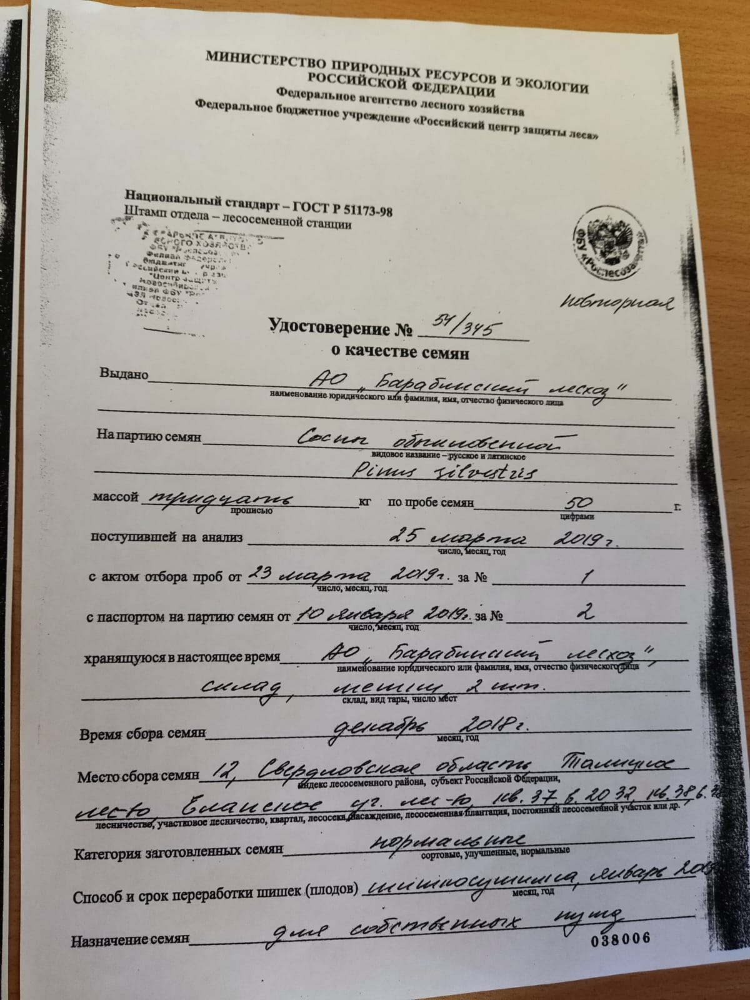 МИНИСТЕРСТВО ПРИРОДНЫХ РЕСУРСОВ И ЭКОЛОГИИ
РОССИЙСКОЙ ФЕДЕРАЦИИ
Федеральное агентство лесного хозяйства
Федеральное бюджетное учреждение «Российский центр защиты леса»
Национальный стандарт – ГОСТ Р 51173-98
Штамп отдела – лесосеменной станции
ФБУ «Рослесоза
повторная
Удостоверение № 54/345
о качестве семян
Выдано АО „Барабинский лесхоз"
наименование юридического или фамилия, имя, отчество физического лица
На партию семян Сосны обыкновенной
видовое название – русское и латинское
Pinus silvestris
массой тридцать кг по пробе семян 50 г.
прописью цифрами
поступившей на анализ 25 марта 2019г.
число, месяц, год
с актом отбора проб от 23 марта 2019г. за № 1
число, месяц, год
с паспортом на партию семян от 10 января 2019г. за № 2
число, месяц, год
хранящуюся в настоящее время АО „Барабинский лесхоз",
наименование юридического или фамилия, имя, отчество физического лица
склад, мешки, 2 шт.
склад, вид тары, число мест
Время сбора семян декабрь 2018г.
месяц, год
Место сбора семян 12, Свердловская область, Талицкое
индекс лесосеменного района, субъект Российской Федерации,
лес-во, Еланское уч. лес-во, кв. 37 в. 20, 32, кв. 38, в.
лесничество, участковое лесничество, квартал, лесосеки, насаждение, лесосеменная плантация, постоянный лесосеменной участок или др.
Категория заготовленных семян нормальные
сортовые, улучшенные, нормальные
Способ и срок переработки шишек (плодов) шишкосушилка, январь 2019
месяц, год
Назначение семян для собственных нужд
038006